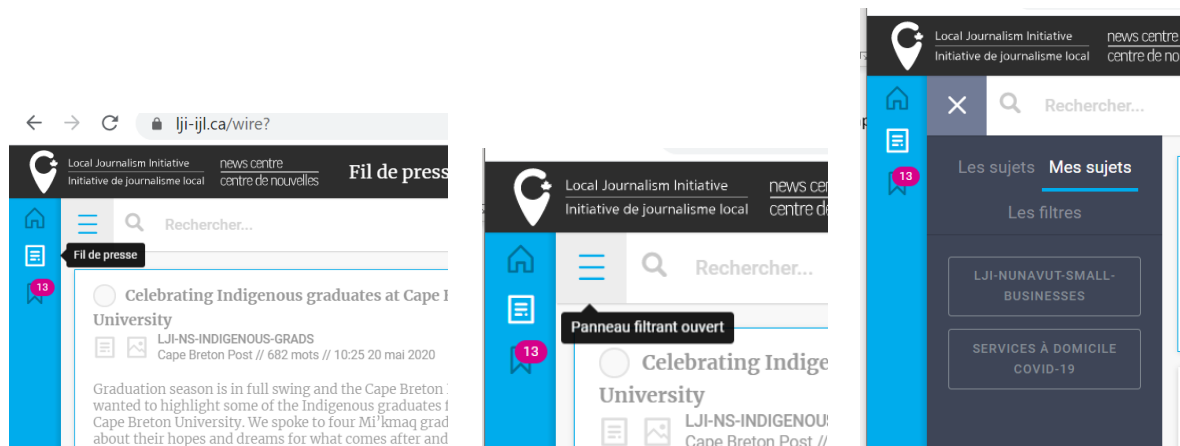 lji-ijl.ca/wire?
Local Journalism Initiative
Initiative de journalisme local
news centre
centre de nouvelles
Fil de press
Rechercher...
Fil de presse
13
Celebrating Indigenous graduates at Cape
University
LJI-NS-INDIGENOUS-GRADS
Cape Breton Post // 682 mots // 10:25 20 mai 2020
Graduation season is in full swing and the Cape Breton
wanted to highlight some of the Indigenous graduates
Cape Breton University. We spoke to four Mi’kmaq grad
about their hopes and dreams for what comes after and
Local Journalism Initiative
Initiative de journalisme local
news cen
centre de
Rechercher...
Panneau filtrant ouvert
13
Celebrating Indige
University
LJI-NS-INDIGENOUS
Cape Breton Post //
Local Journalism Initiative
Initiative de journalisme local
news centre
centre de no
Rechercher...
Les sujets Mes sujets
Les filtres
13
LJI-NUNAVUT-SMALL-
BUSINESSES
SERVICES À DOMICILE
COVID-19